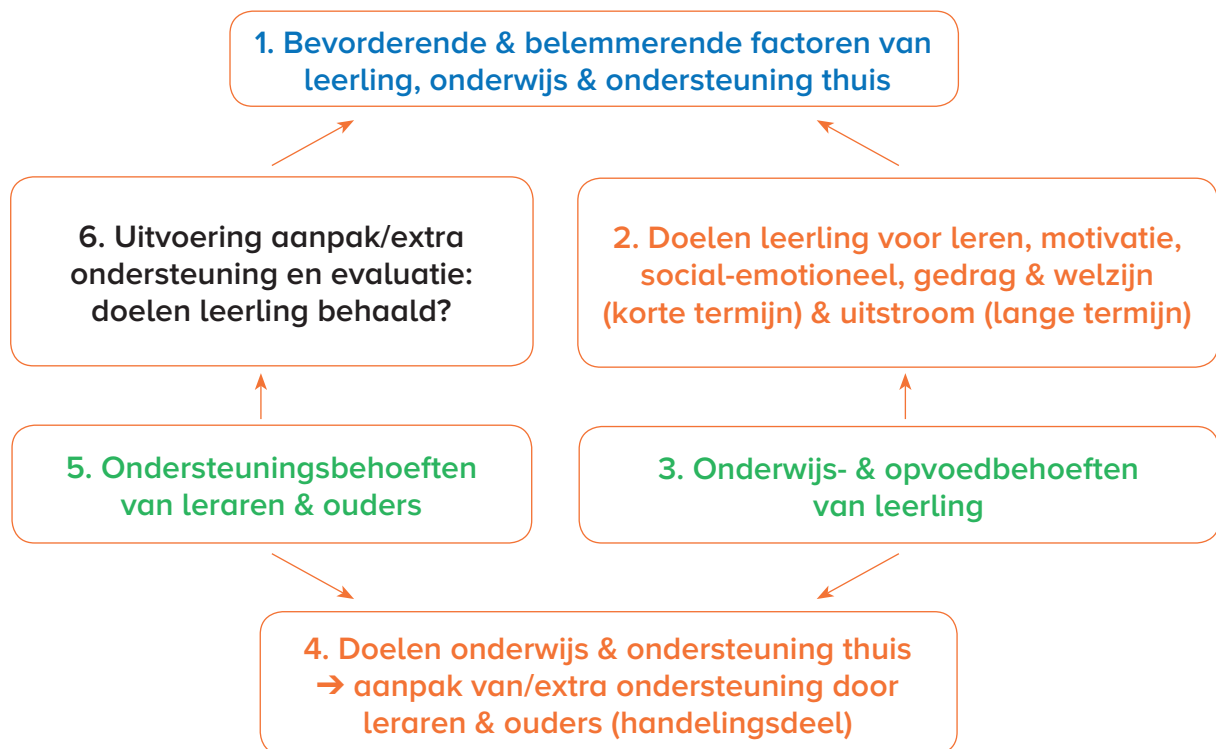 1. Bevorderende & belemmerende factoren van
leerling, onderwijs & ondersteuning thuis
6. Uitvoering aanpak/extra
ondersteuning en evaluatie:
doelen leerling behaald?
2. Doelen leerling voor leren, motivatie,
social-emotioneel, gedrag & welzijn
(korte termijn) & uitstroom (lange termijn)
5. Ondersteuningsbehoeften
van leraren & ouders
3. Onderwijs- & opvoedbehoeften
van leerling
4. Doelen onderwijs & ondersteuning thuis
➔ aanpak van/extra ondersteuning door
leraren & ouders (handelingsdeel)